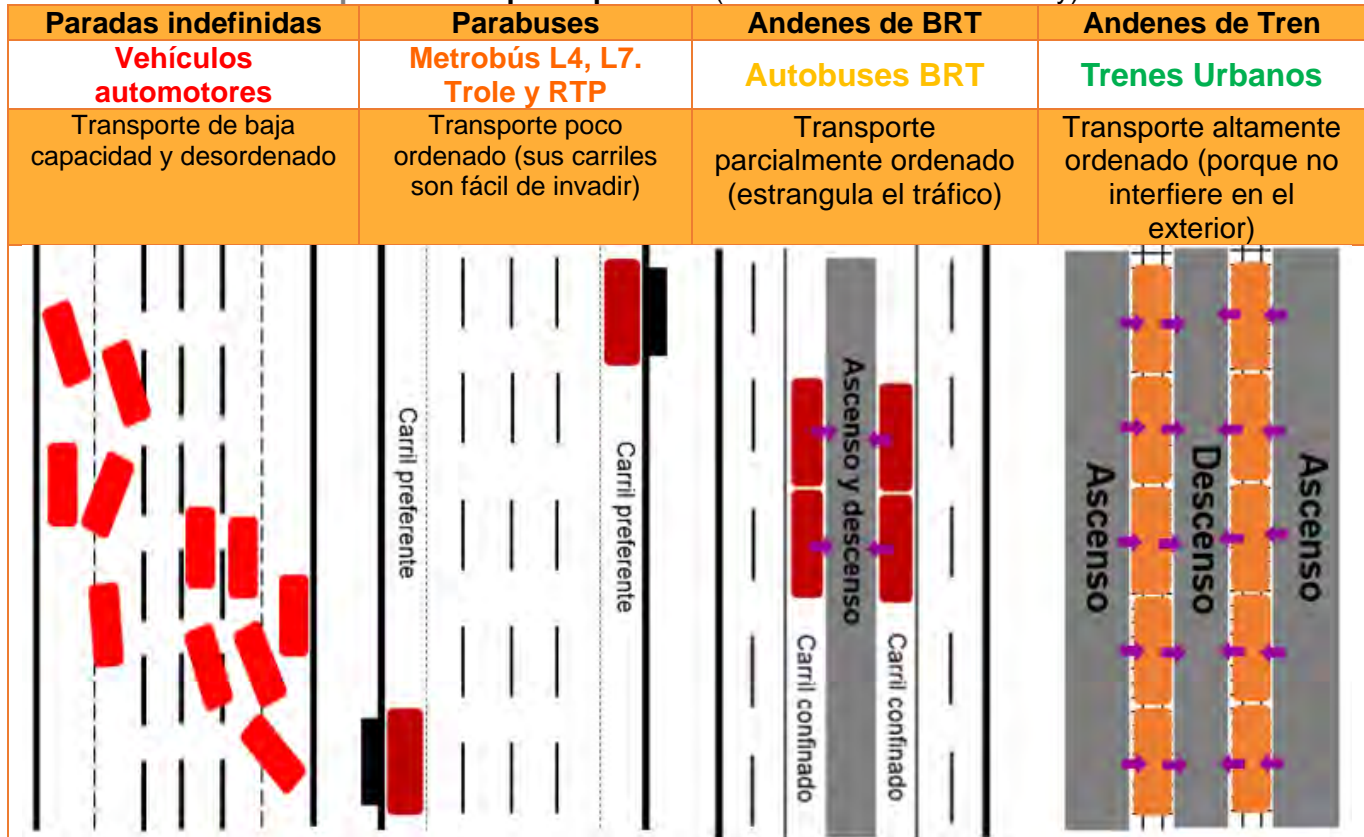 Paradas indefinidas
Parabuses
Andenes de BRT
Andenes de Tren
Vehículos
automotores
Metrobús L4, L7.
Trole y RTP
Autobuses BRT
Trenes Urbanos
Transporte de baja
capacidad y desordenado
Transporte poco
ordenado (sus carriles
son fácil de invadir)
Transporte
parcialmente ordenado
(estrangula el tráfico)
Transporte altamente
ordenado (porque no
interfiere en el
exterior)
Carril preferente
Carril preferente
Carril confinado
Ascenso y descenso
Carril confinado
Ascenso
Descenso
Ascenso